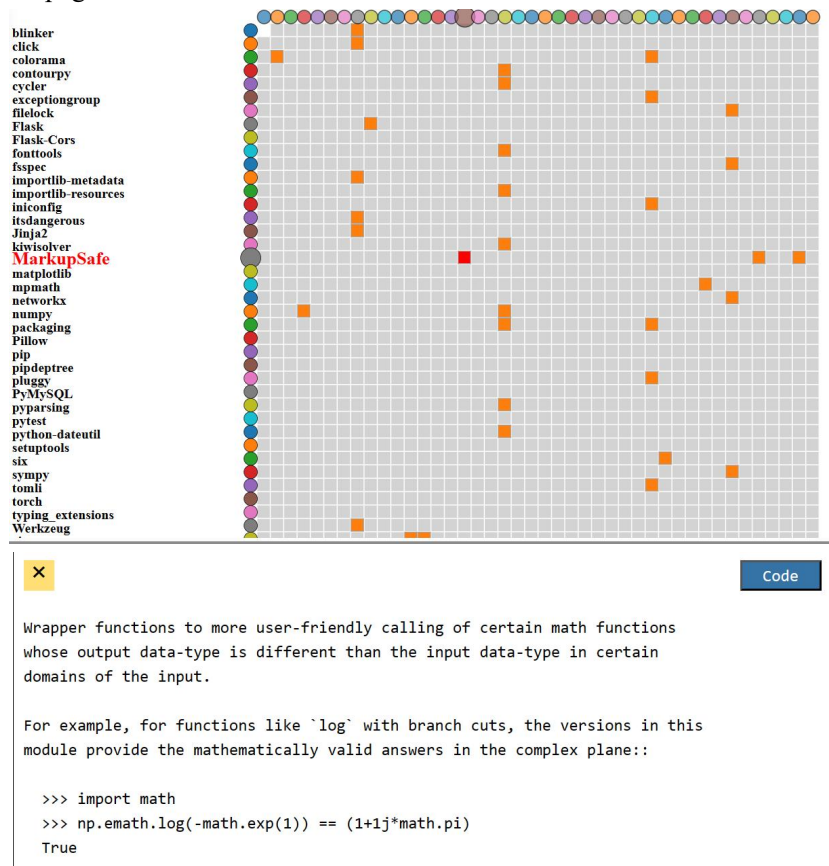 blinker
click
colorama
contourpy
cycler
exceptiongroup
filelock
Flask
Flask-Cors
fonttools
fsspec
importlib-metadata
importlib-resources
iniconfig
itsdangerous
Jinja2
kiwisolver
MarkupSafe
matplotlib
mpmath
networkx
numpy
packaging
Pillow
pip
pipdeptree
pluggy
PyMySQL
pyparsing
pytest
python-dateutil
setuptools
six
sympy
tomli
torch
typing_extensions
Werkzeug
× Code
Wrapper functions to more user-friendly calling of certain math functions
whose output data-type is different than the input data-type in certain
domains of the input.
For example, for functions like `log` with branch cuts, the versions in this
module provide the mathematically valid answers in the complex plane::
>>> import math
>>> np.emath.log(-math.exp(1)) == (1+1j*math.pi)
True